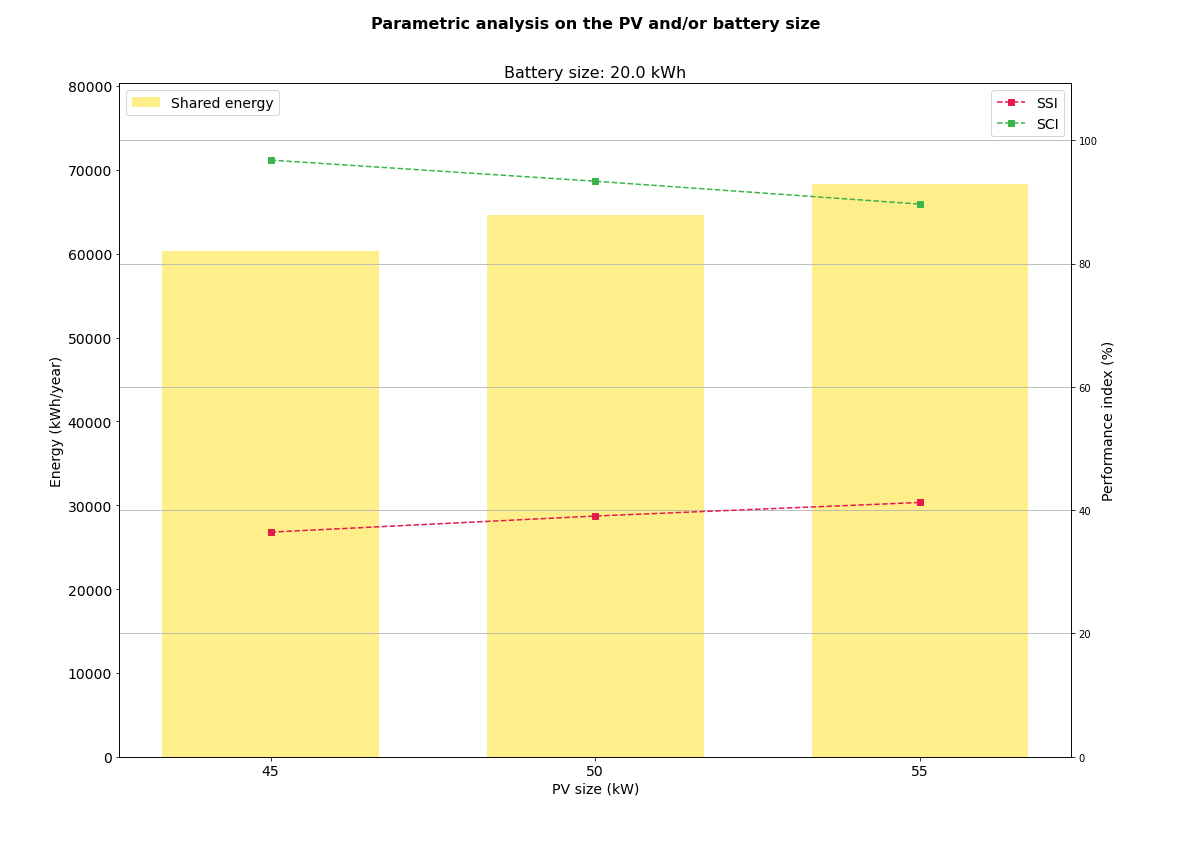 Parametric analysis on the PV and/or battery size
Battery size: 20.0 kWh
Shared energy
SSI
SCI
80000
70000
60000
50000
40000
30000
20000
10000
0
Energy (kWh/year)
100
80
60
40
20
0
Performance index (%)
45 50 55
PV size (kW)